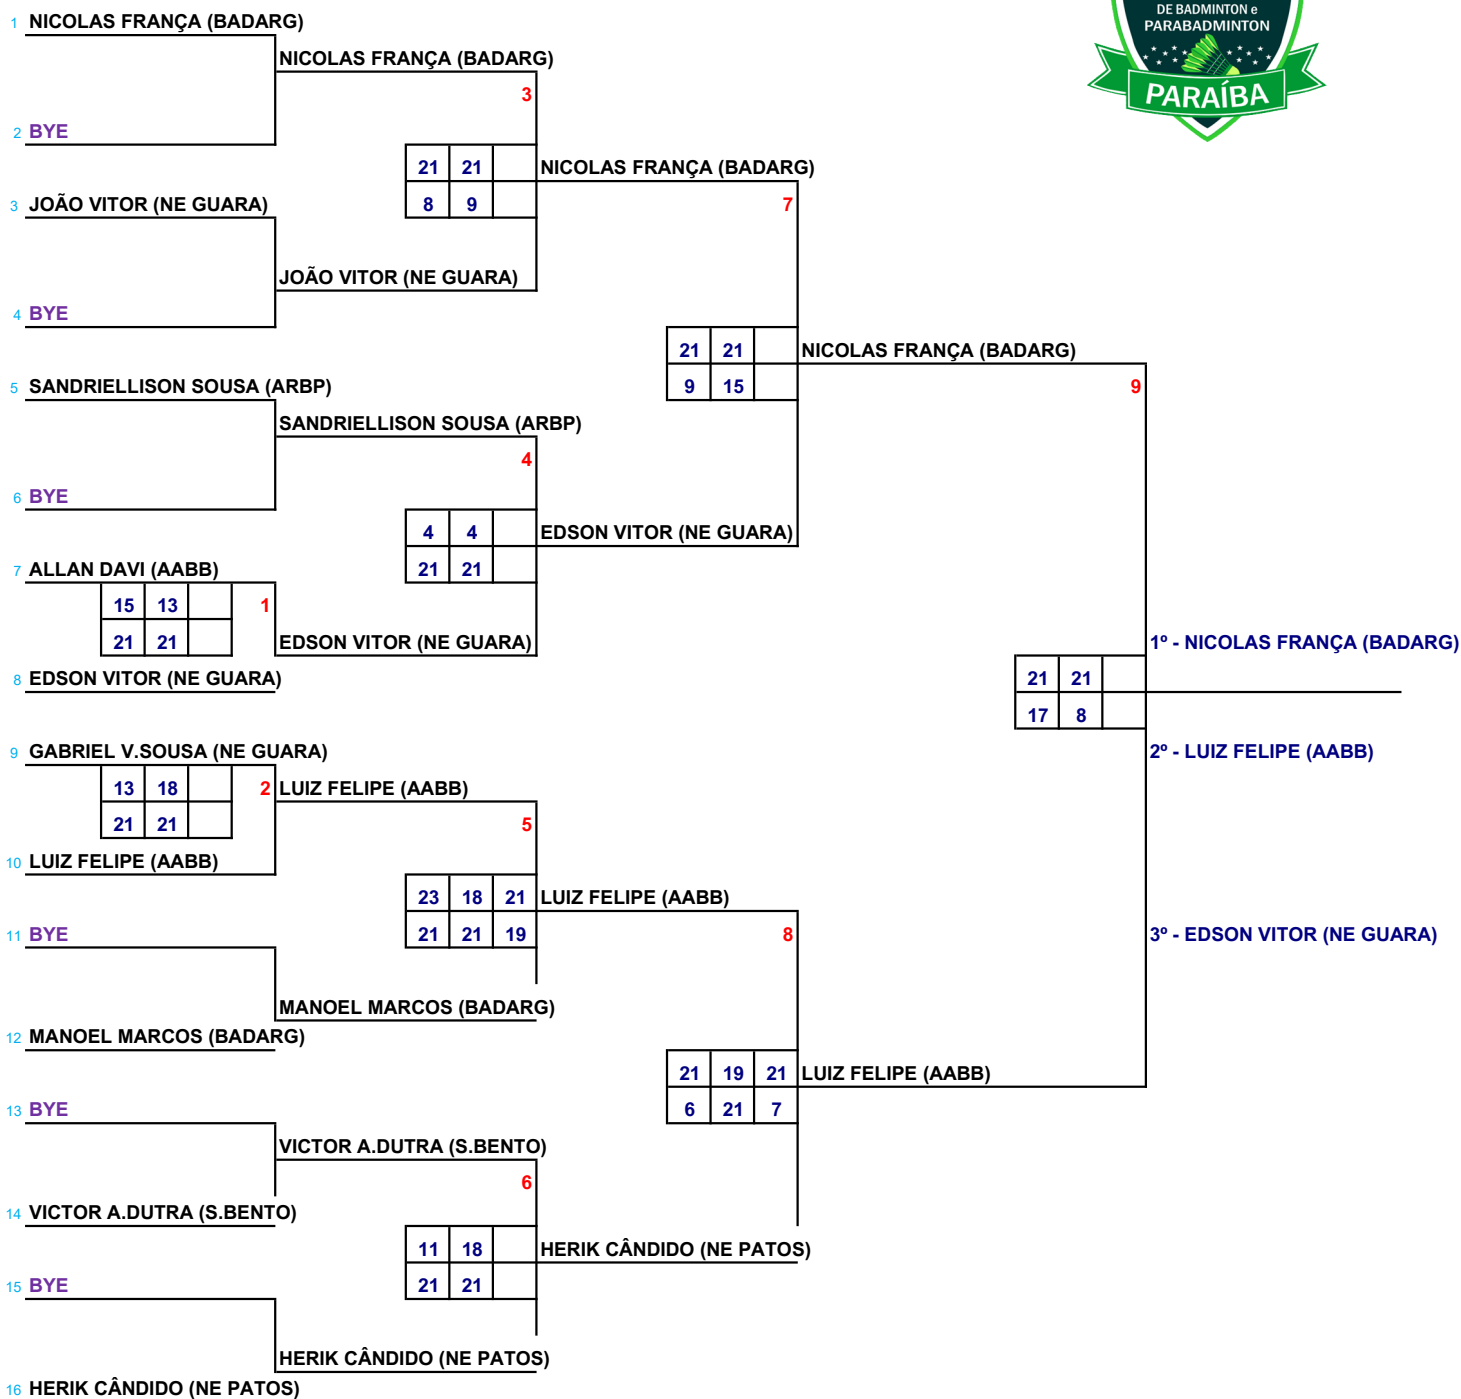 DE BADMINTON e
PARABADMINTON
PARAÍBA
1 NICOLAS FRANÇA (BADARG)
NICOLAS FRANÇA (BADARG)
3
2 BYE
21 21
NICOLAS FRANÇA (BADARG)
8 9
3 JOÃO VITOR (NE GUARA)
7
JOÃO VITOR (NE GUARA)
4 BYE
21 21
NICOLAS FRANÇA (BADARG)
9 15
9
5 SANDRIELLISON SOUSA (ARBP)
SANDRIELLISON SOUSA (ARBP)
4
6 BYE
4 4
EDSON VITOR (NE GUARA)
21 21
7 ALLAN DAVI (AABB)
15 13
1
21 21
EDSON VITOR (NE GUARA)
1º - NICOLAS FRANÇA (BADARG)
8 EDSON VITOR (NE GUARA)
21 21
17 8
9 GABRIEL V.SOUSA (NE GUARA)
2º - LUIZ FELIPE (AABB)
13 18
2
LUIZ FELIPE (AABB)
21 21
5
10 LUIZ FELIPE (AABB)
23 18 21
LUIZ FELIPE (AABB)
21 21 19
11 BYE
8
3º - EDSON VITOR (NE GUARA)
MANOEL MARCOS (BADARG)
12 MANOEL MARCOS (BADARG)
21 19 21
LUIZ FELIPE (AABB)
6 21 7
13 BYE
VICTOR A.DUTRA (S.BENTO)
6
14 VICTOR A.DUTRA (S.BENTO)
11 18
HERIK CÂNDIDO (NE PATOS)
21 21
15 BYE
HERIK CÂNDIDO (NE PATOS)
16 HERIK CÂNDIDO (NE PATOS)